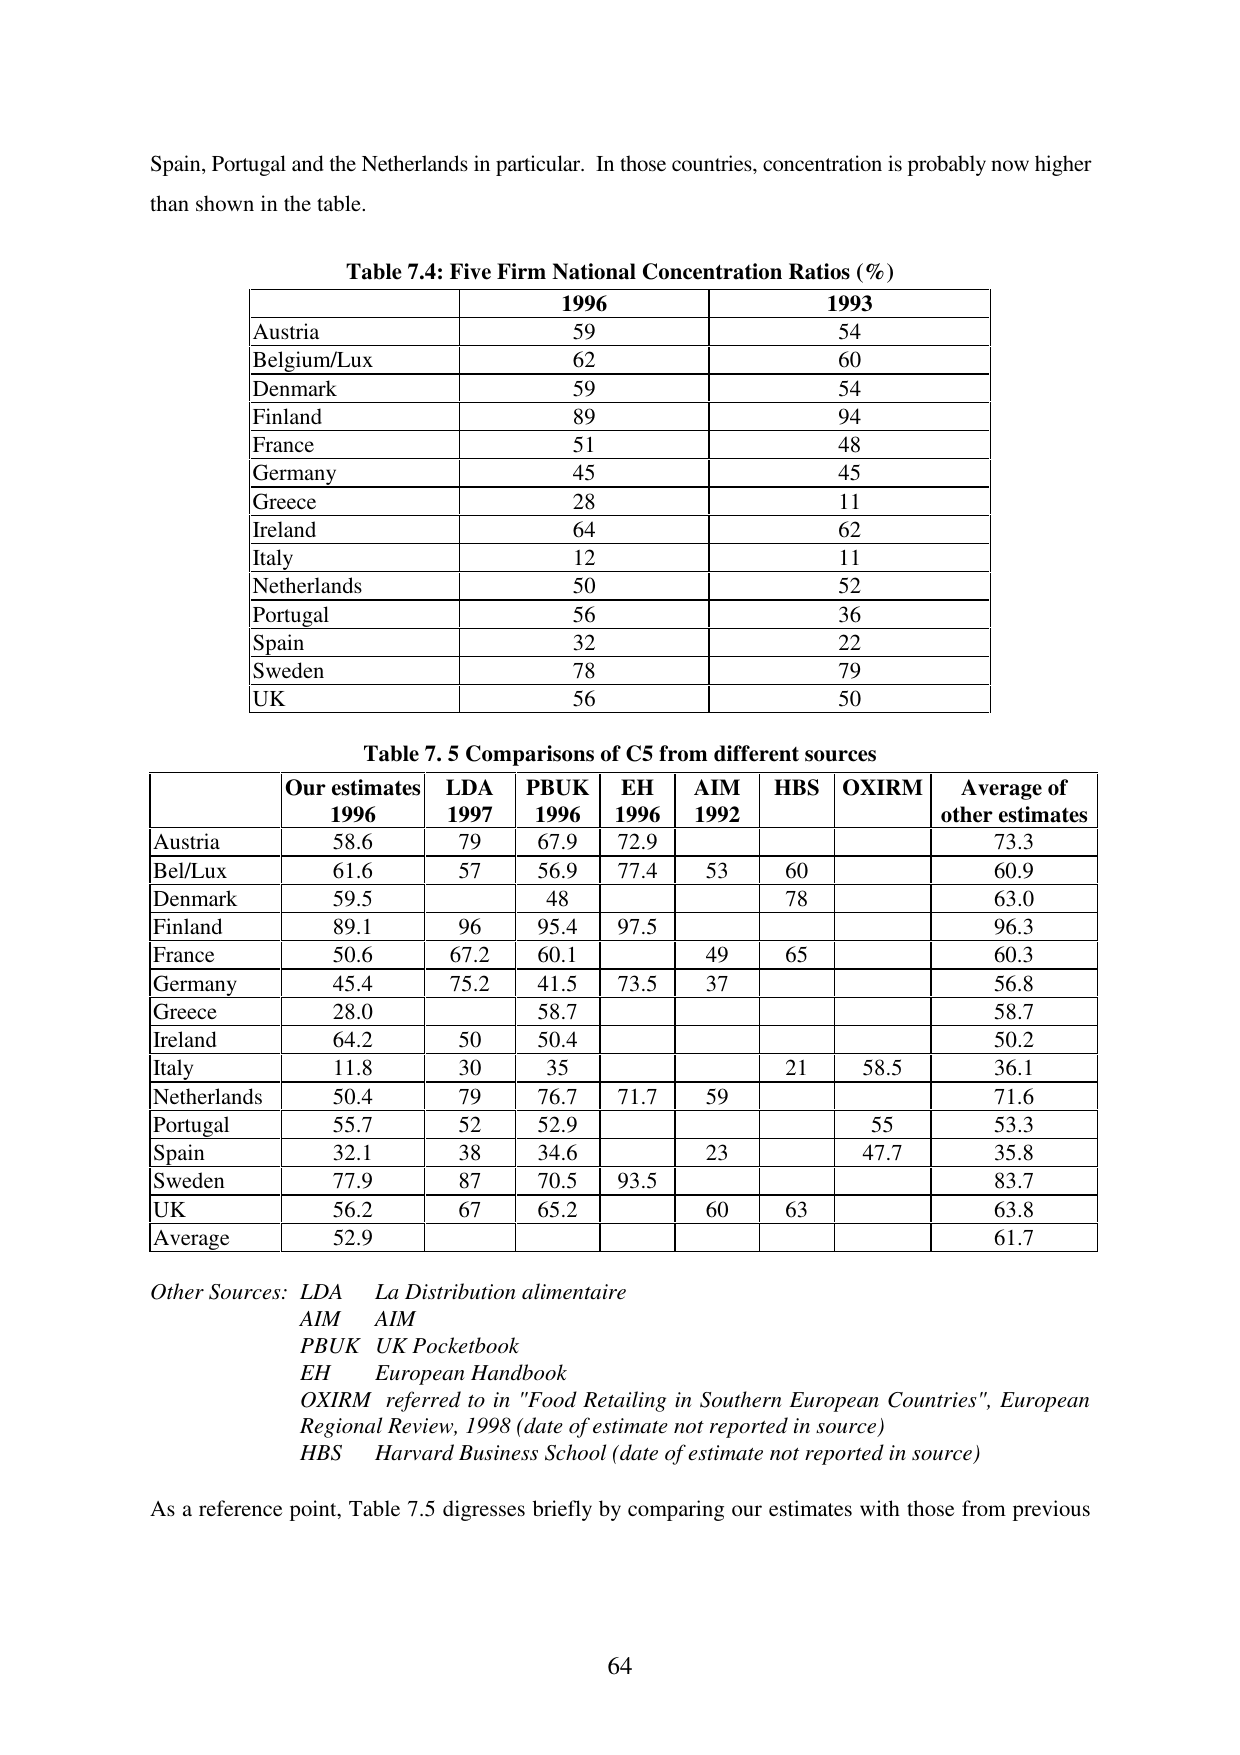 Spain, Portugal and the Netherlands in particular.  In those countries, concentration is probably now higher
than shown in the table.
Table 7.4: Five Firm National Concentration Ratios (%)
1996 1993
Austria 59 54
Belgium/Lux 62 60
Denmark 59 54
Finland 89 94
France 51 48
Germany 45 45
Greece 28 11
Ireland 64 62
Italy 12 11
Netherlands 50 52
Portugal 56 36
Spain 32 22
Sweden 78 79
UK 56 50
Table 7. 5 Comparisons of C5 from different sources
Our estimates LDA PBUK EH AIM HBS OXIRM Average of
1996 1997 1996 1996 1992 other estimates
Austria 58.6 79 67.9 72.9 73.3
Bel/Lux 61.6 57 56.9 77.4 53 60 60.9
Denmark 59.5 48 78 63.0
Finland 89.1 96 95.4 97.5 96.3
France 50.6 67.2 60.1 49 65 60.3
Germany 45.4 75.2 41.5 73.5 37 56.8
Greece 28.0 58.7 58.7
Ireland 64.2 50 50.4 50.2
Italy 11.8 30 35 21 58.5 36.1
Netherlands 50.4 79 76.7 71.7 59 71.6
Portugal 55.7 52 52.9 55 53.3
Spain 32.1 38 34.6 23 47.7 35.8
Sweden 77.9 87 70.5 93.5 83.7
UK 56.2 67 65.2 60 63 63.8
Average 52.9 61.7
Other Sources: LDA La Distribution alimentaire
AIM AIM
PBUK UK Pocketbook
EH European Handbook
OXIRM referred to in "Food Retailing in Southern European Countries", European
Regional Review, 1998 (date of estimate not reported in source)
HBS Harvard Business School (date of estimate not reported in source)
As a reference point, Table 7.5 digresses briefly by comparing our estimates with those from previous
64